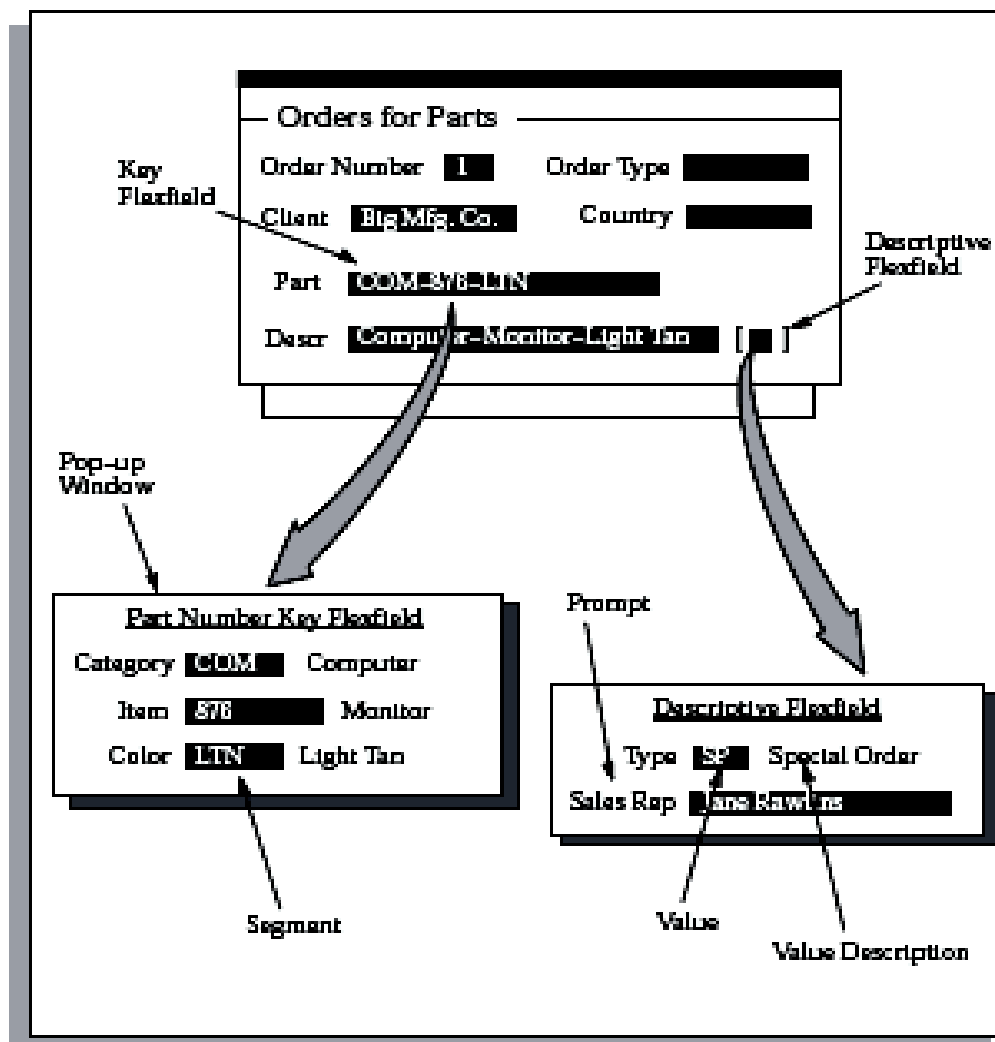 Orders for Parts
Order Number 1 Order Type
Key
Flexfield
Client Big Mfg. Co. Country
Descriptive
Flexfield
Part COM-876-LTN
Descr Computer-Monitor-Light Tan [ ]
Pop-up
Window
Part Number Key Flexfield
Category COM Computer
Item 876 Monitor
Color LTN Light Tan
Prompt
Descriptive Flexfield
Type Special Order
Sales Rep Jane
Segment
Value
Value Description